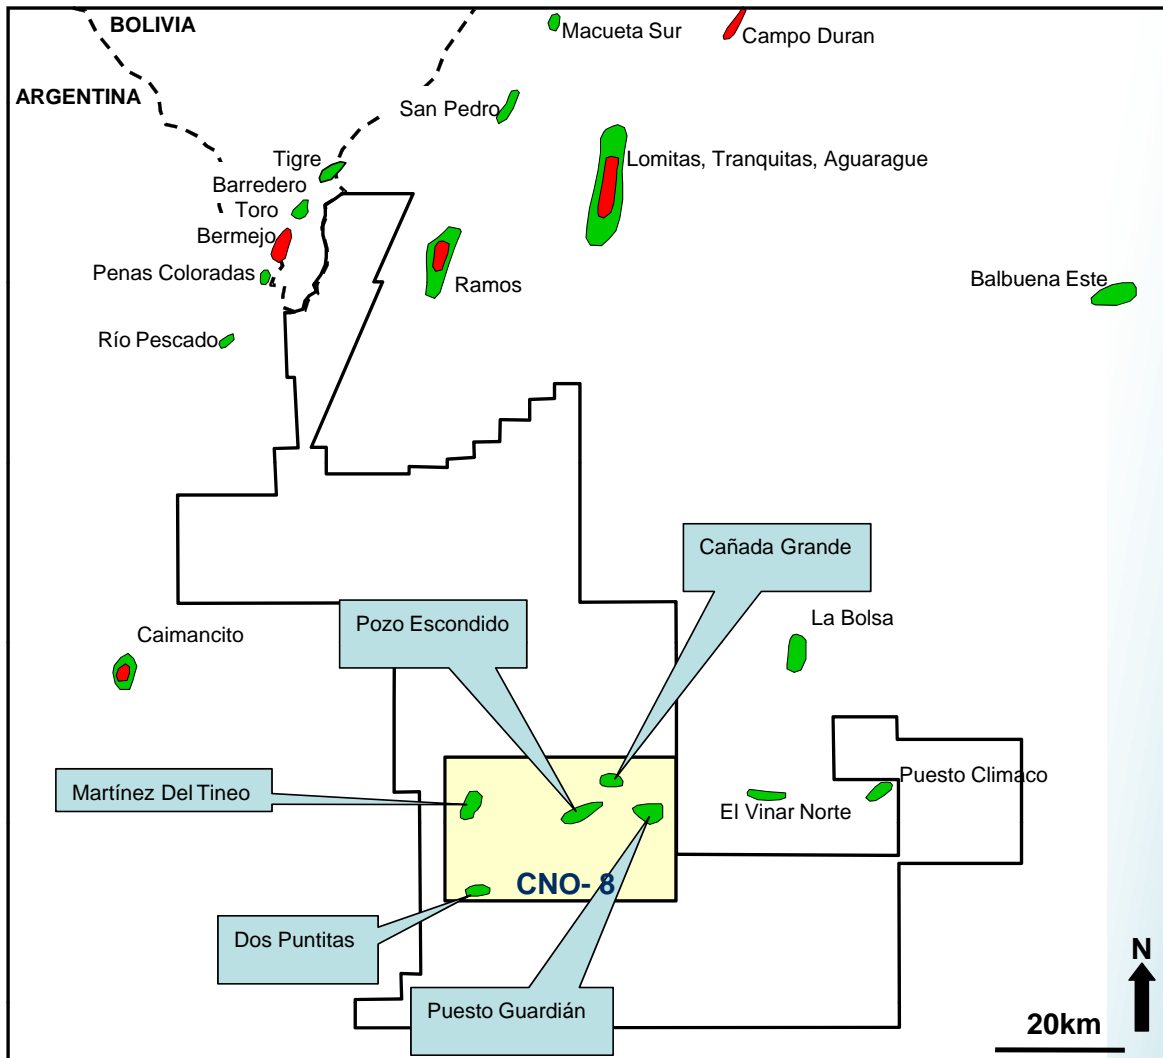 BOLIVIA
Macueta Sur
Campo Duran
ARGENTINA
San Pedro
Tigre
Lomitas, Tranquitas, Aguarague
Barredero
Toro
Bermejo
Penas Coloradas
Ramos
Balbuena Este
Río Pescado
Cañada Grande
Pozo Escondido
La Bolsa
Caimancito
Puesto Climaco
Martínez Del Tineo
El Vinar Norte
CNO- 8
Dos Puntitas
Puesto Guardián
N
20km